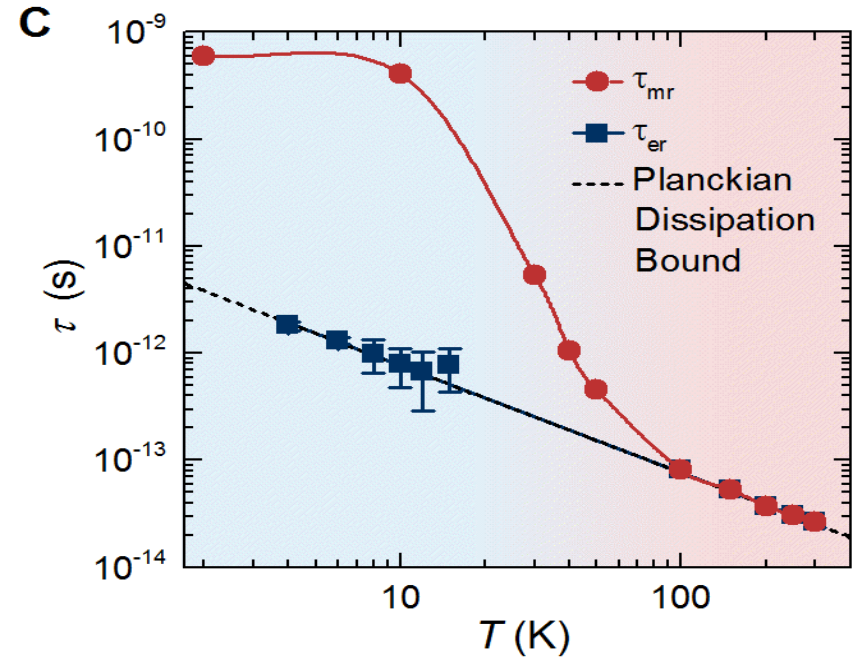 C
10⁻⁹
10⁻¹⁰
10⁻¹¹
10⁻¹²
10⁻¹³
10⁻¹⁴
τ (s)
τmr
τer
Planckian
Dissipation
Bound
10
100
T (K)